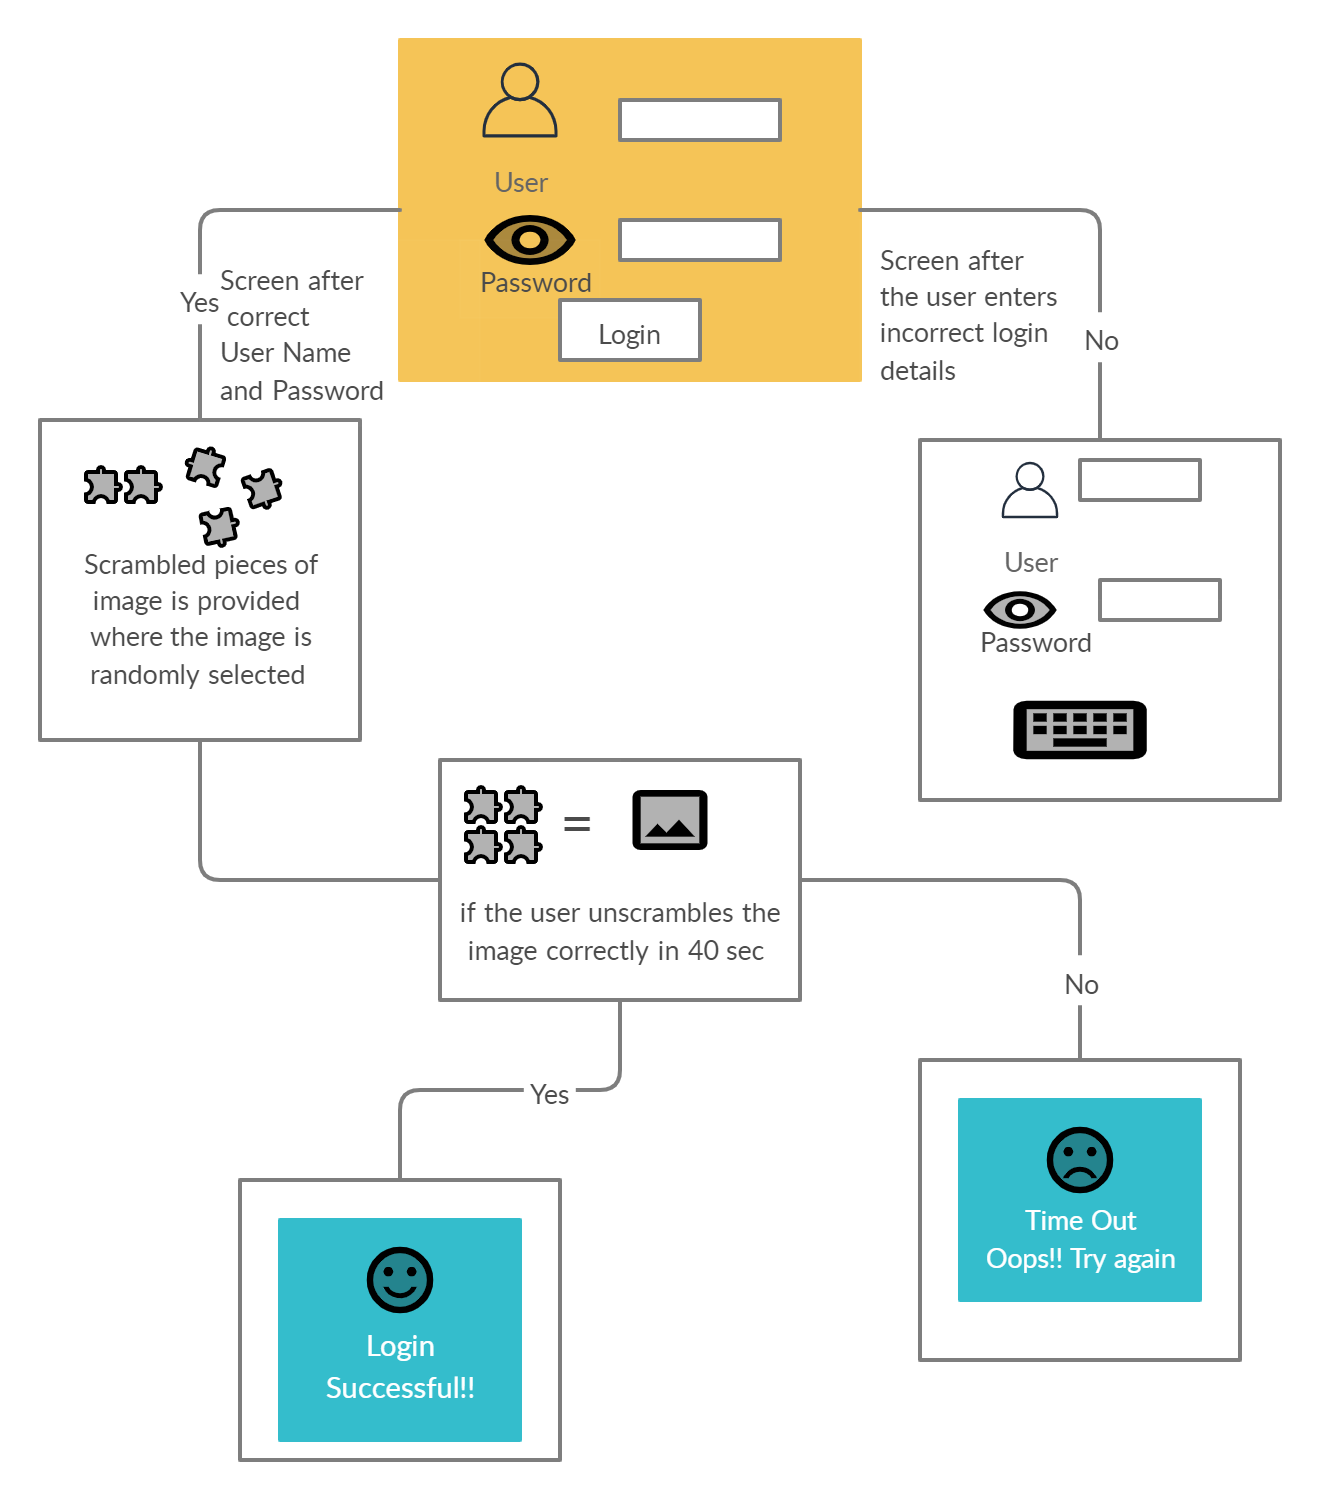 User
Password
Login
Yes
Screen after
correct
User Name
and Password
Screen after
the user enters
incorrect login
details
No
Scrambled pieces of
image is provided
where the image is
randomly selected
User
Password
=
if the user unscrambles the
image correctly in 40 sec
No
Yes
Time Out
Oops!! Try again
Login
Successful!!